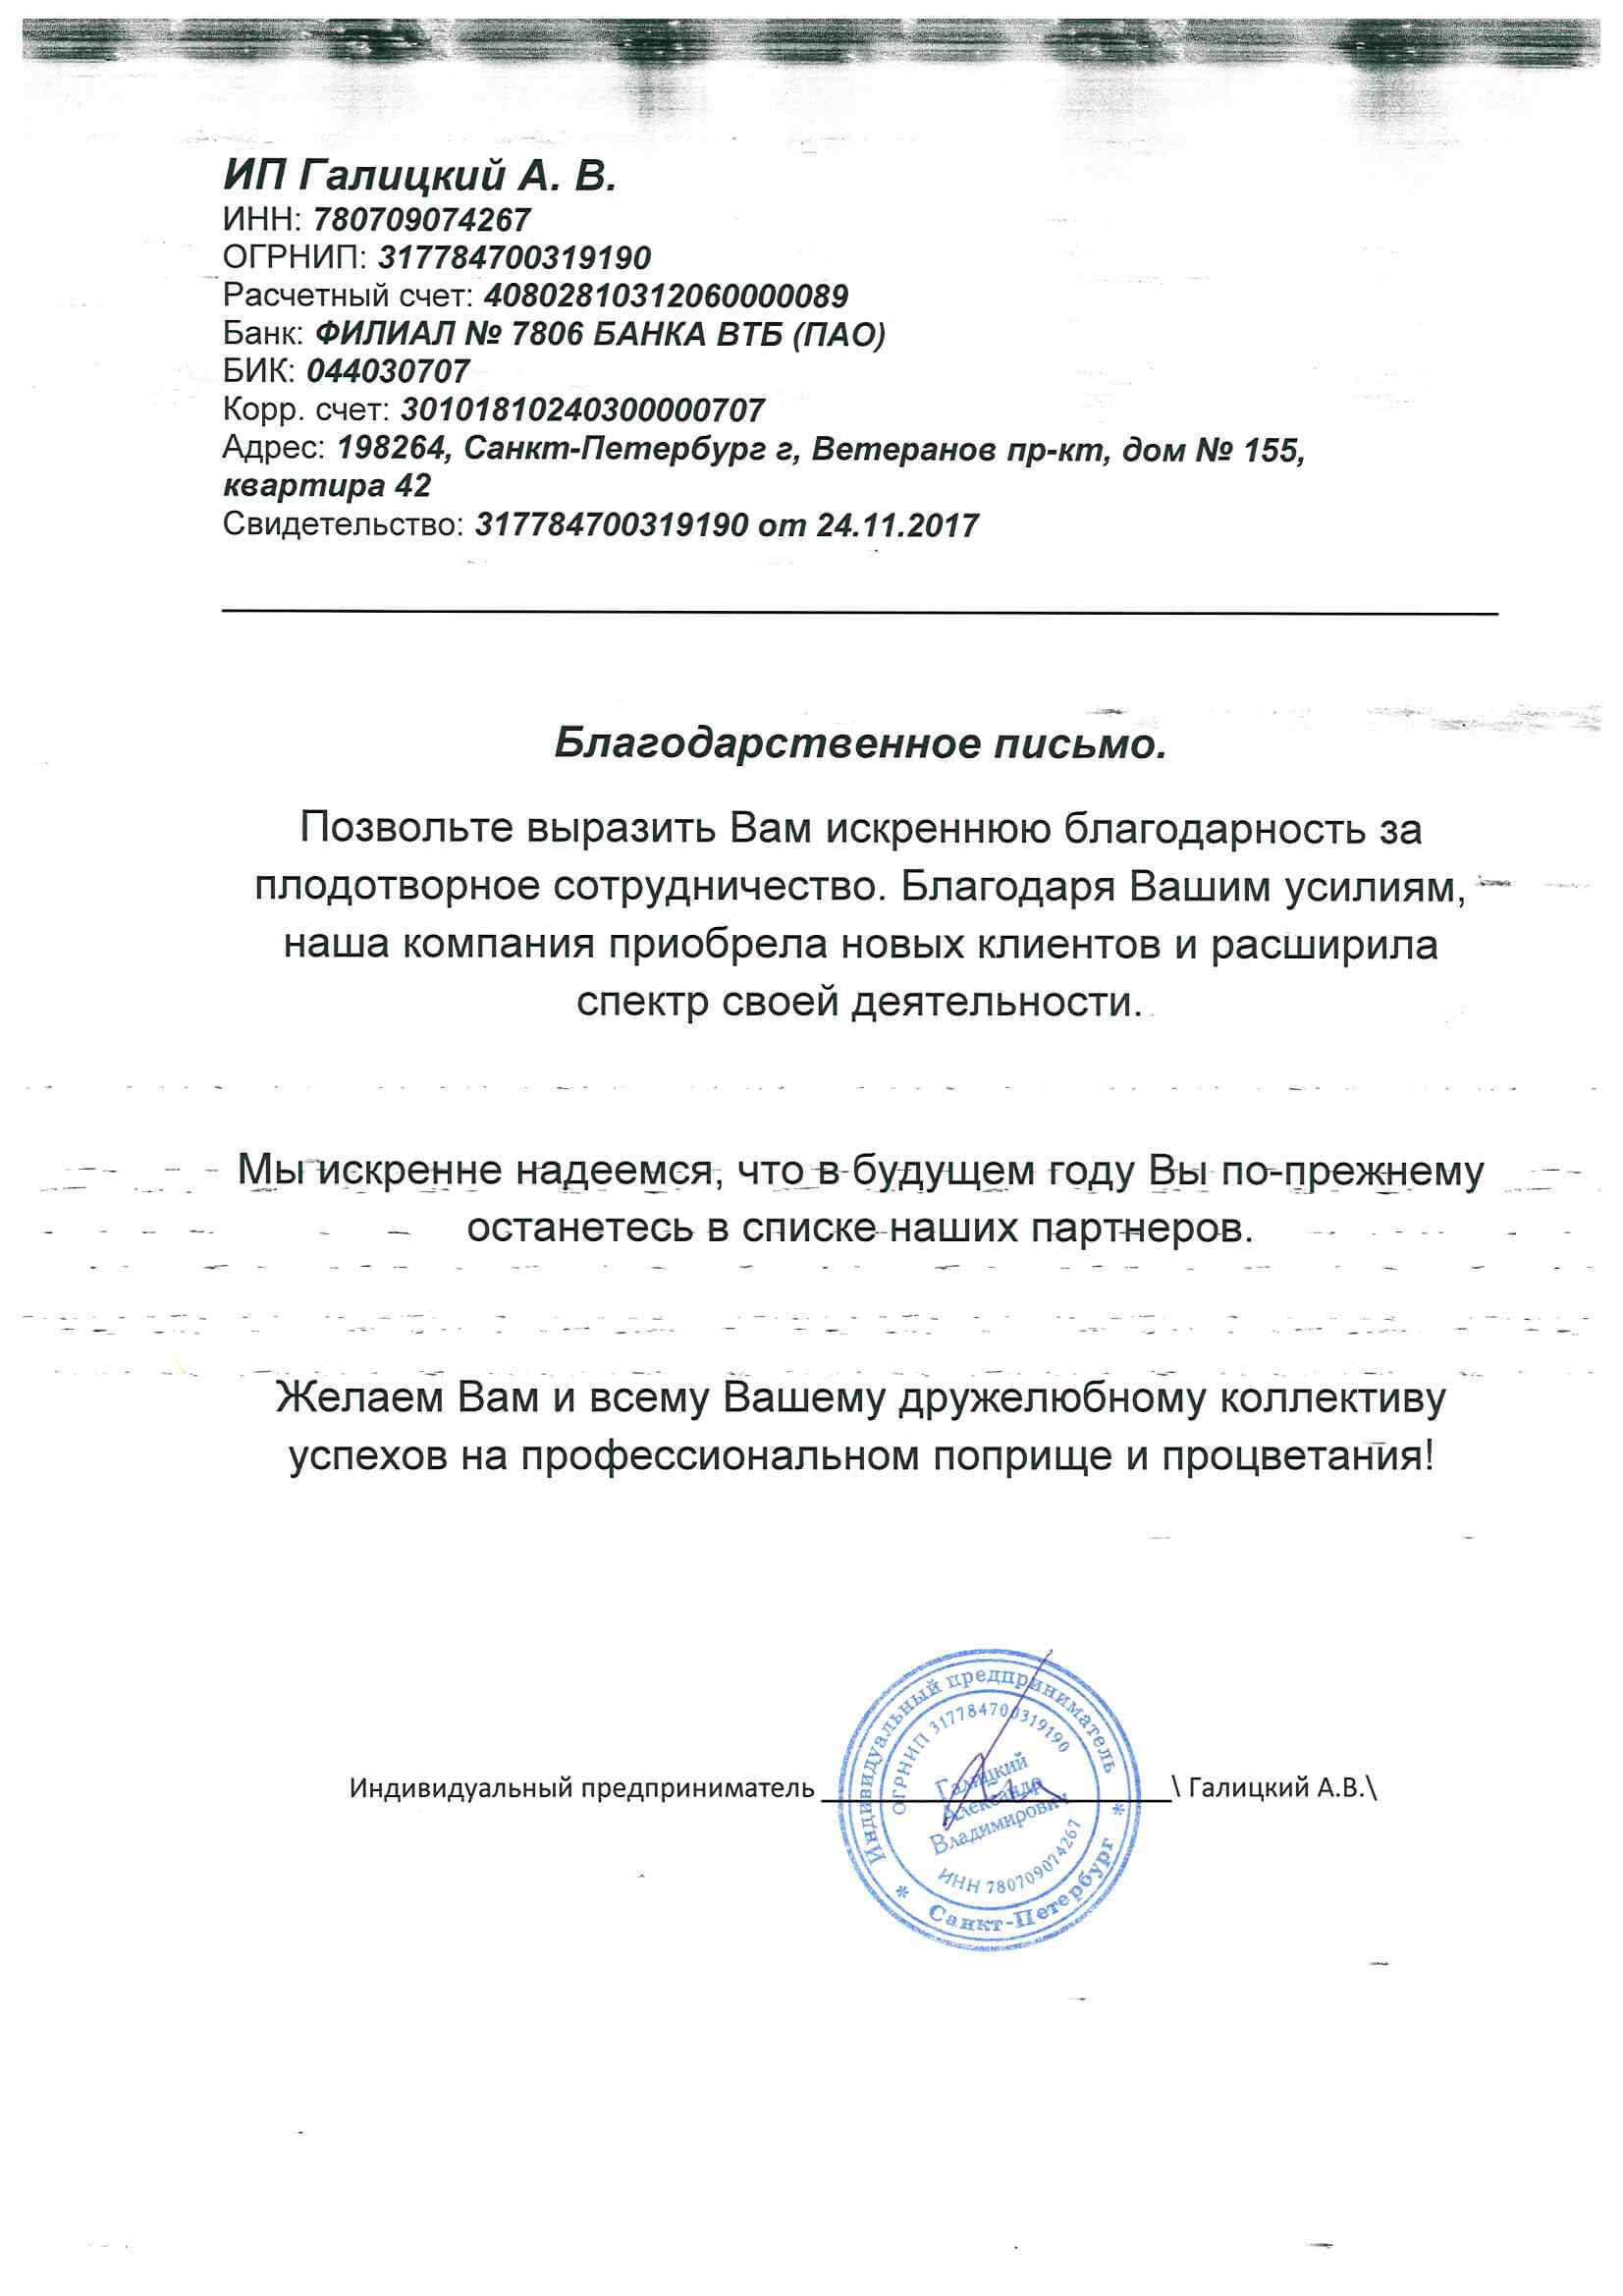 ИП Галицкий А. В.
ИНН: 780709074267
ОГРНИП: 317784700319190
Расчетный счет: 40802810312060000089
Банк: ФИЛИАЛ № 7806 БАНКА ВТБ (ПАО)
БИК: 044030707
Корр. счет: 30101810240300000707
Адрес: 198264, Санкт-Петербург г, Ветеранов пр-кт, дом № 155,
квартира 42
Свидетельство: 317784700319190 от 24.11.2017
Благодарственное письмо.
Позвольте выразить Вам искреннюю благодарность за
плодотворное сотрудничество. Благодаря Вашим усилиям,
наша компания приобрела новых клиентов и расширила
спектр своей деятельности.
Мы искренне надеемся, что в будущем году Вы по-прежнему
останетесь в списке наших партнеров.
Желаем Вам и всему Вашему дружелюбному коллективу
успехов на профессиональном поприще и процветания!
Индивидуальный предприниматель \ Галицкий А.В.\
Индивидуальный предприниматель
ОГРНИП 317784700319190
Галицкий
Александр
Владимирович
ИНН 780709074267
* Санкт-Петербург *